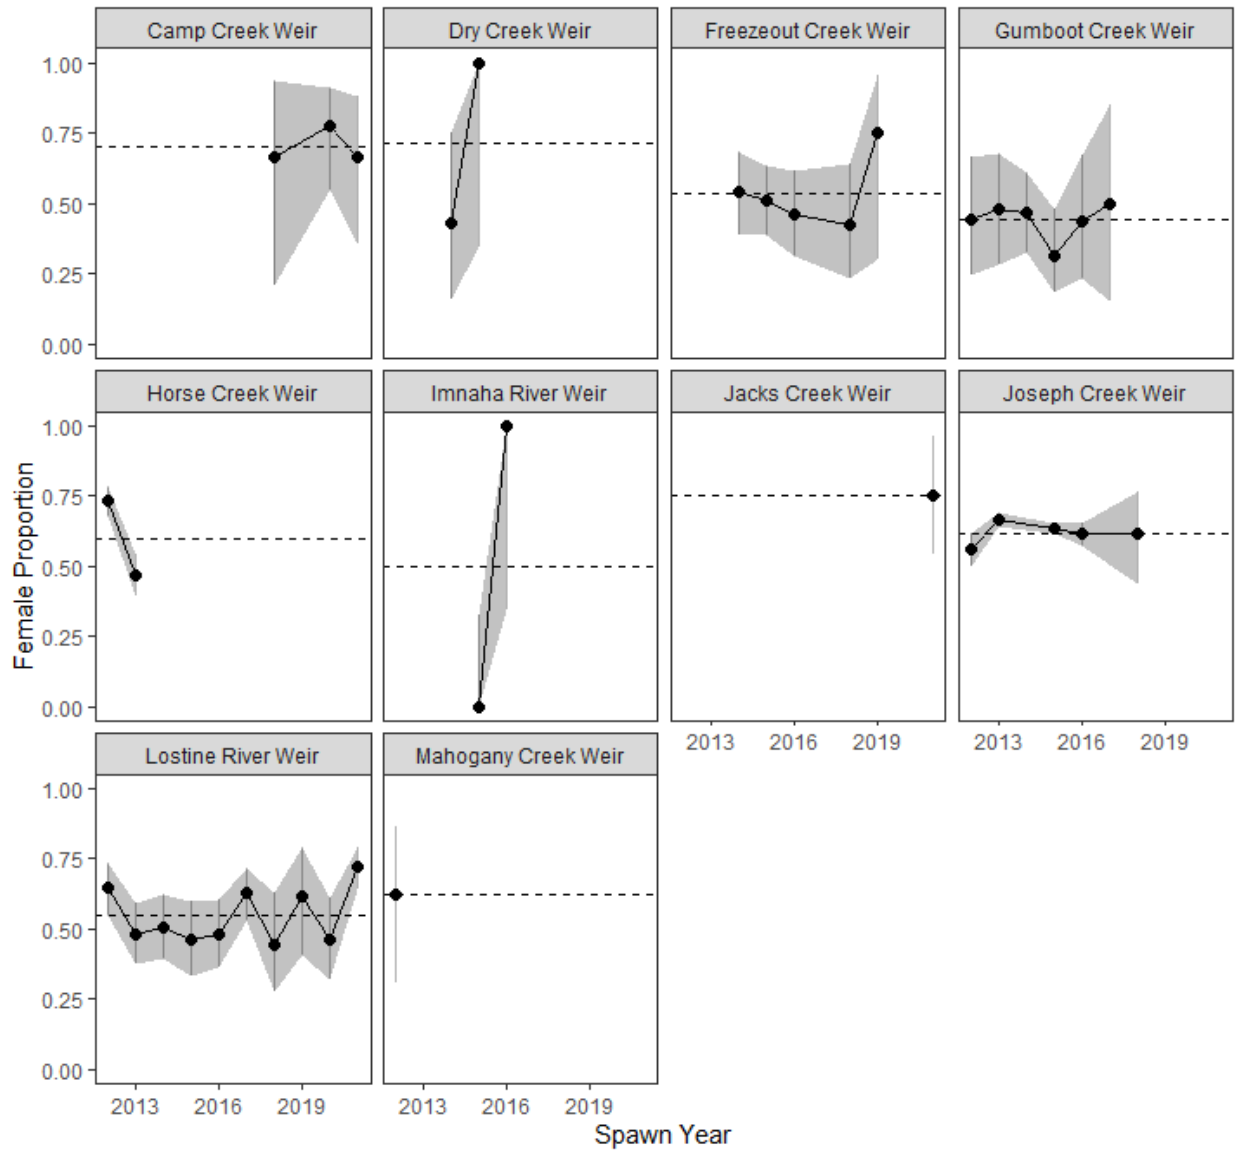 Camp Creek Weir Dry Creek Weir Freezeout Creek Weir Gumboot Creek Weir
1.00
0.75
0.50
0.25
0.00
Horse Creek Weir Imnaha River Weir Jacks Creek Weir Joseph Creek Weir
1.00
0.75
0.50
0.25
0.00
2013 2016 2019 2013 2016 2019
Lostine River Weir Mahogany Creek Weir
1.00
0.75
0.50
0.25
0.00
2013 2016 2019 2013 2016 2019
Female Proportion
Spawn Year